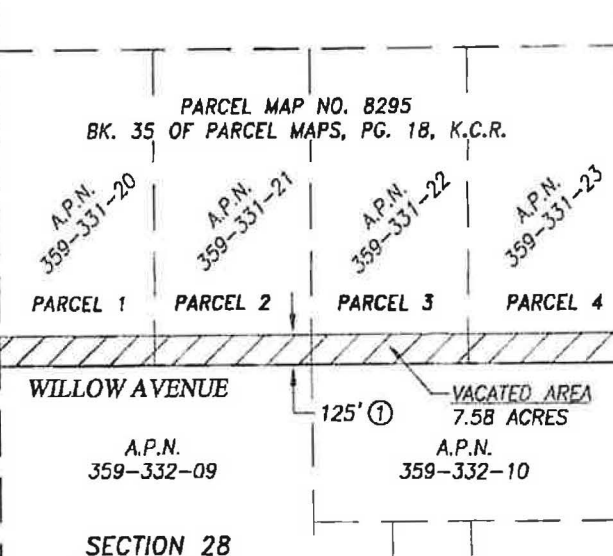 PARCEL MAP NO. 8295
BK. 35 OF PARCEL MAPS, PG. 18, K.C.R.
A.P.N.
359-331-20
A.P.N.
359-331-21
A.P.N.
359-331-22
A.P.N.
359-331-23
PARCEL 1
PARCEL 2
PARCEL 3
PARCEL 4
WILLOW AVENUE
125' ①
VACATED AREA
7.58 ACRES
A.P.N.
359-332-09
A.P.N.
359-332-10
SECTION 28